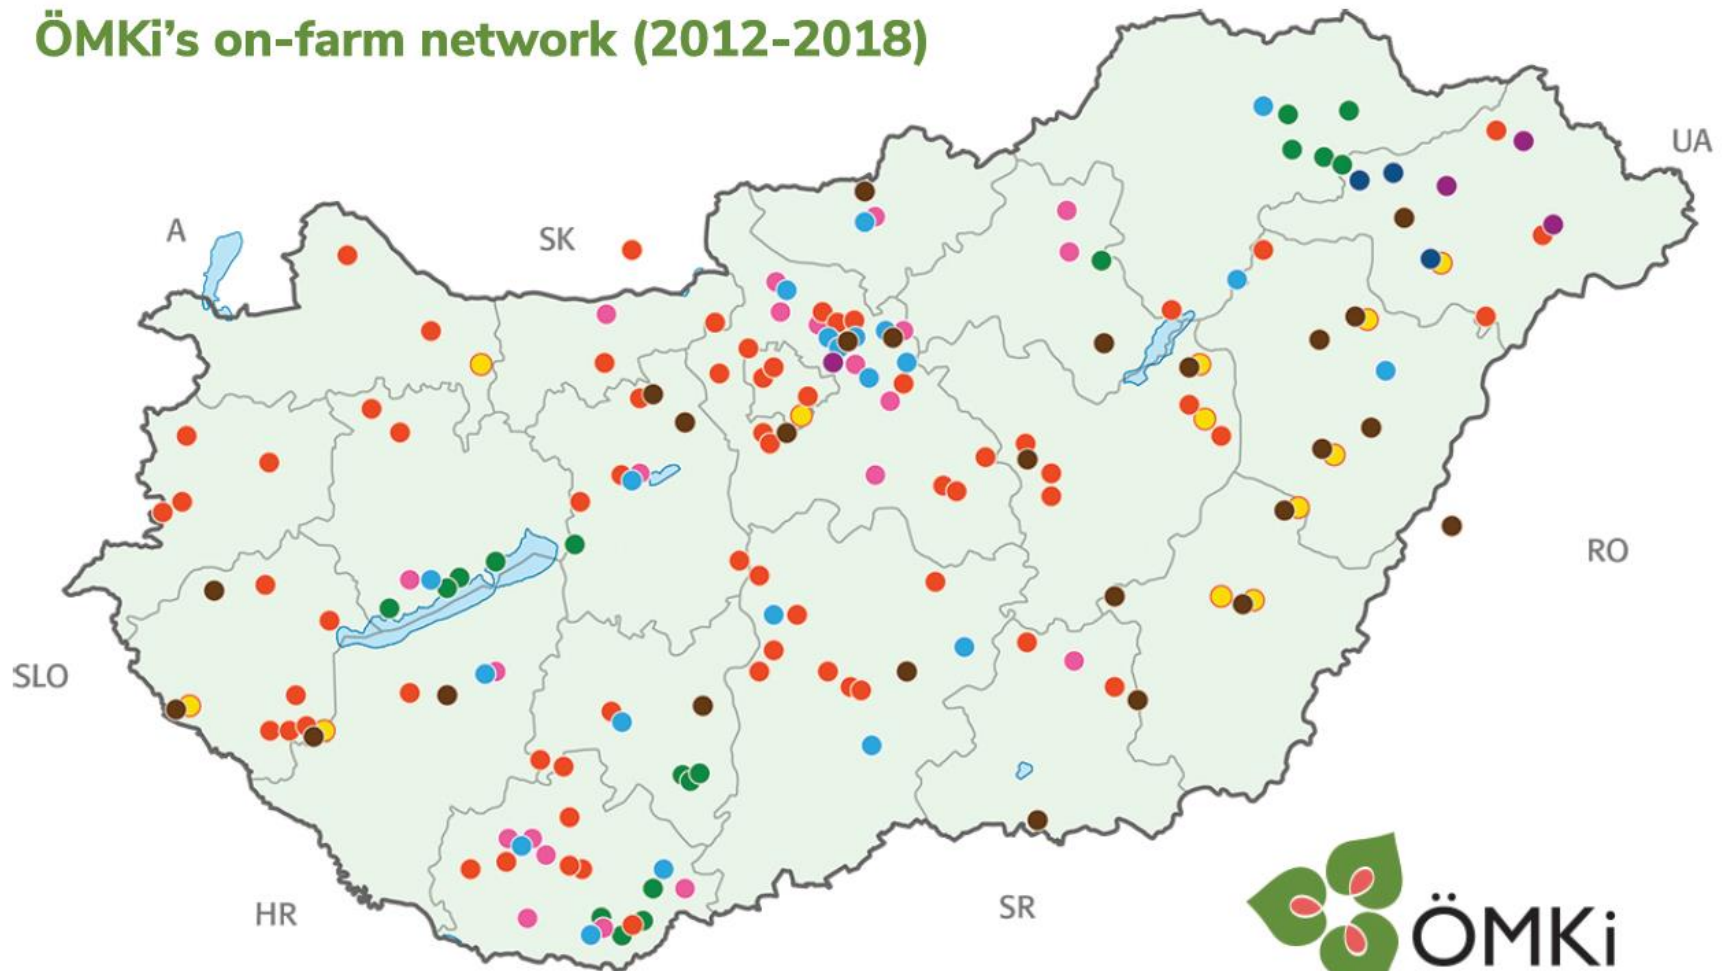 ÖMKi’s on-farm network (2012-2018)
UA
A
SK
RO
SLO
HR
SR
ÖMKi